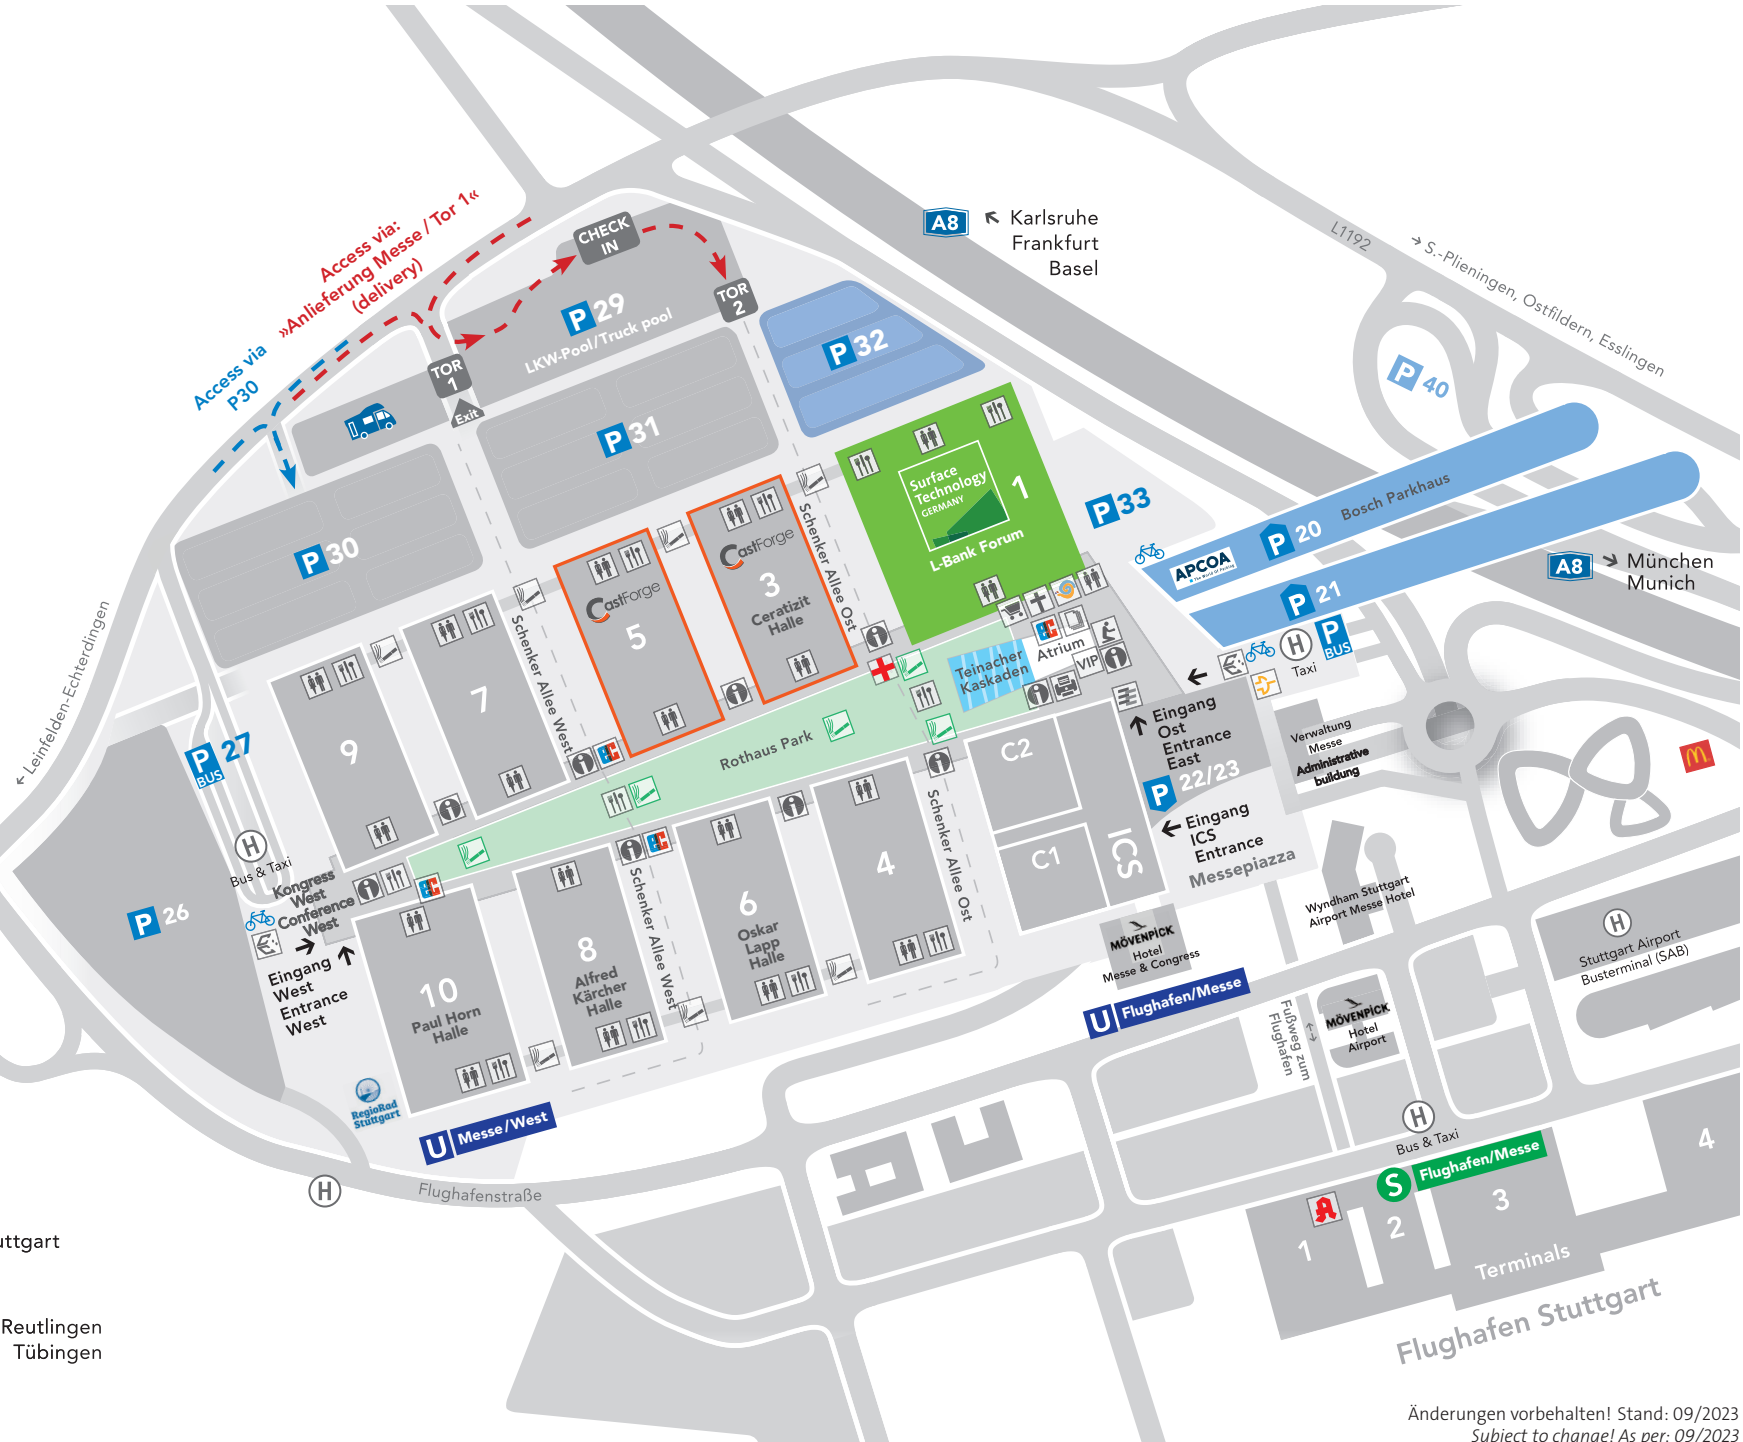 Access via:
»Anlieferung Messe / Tor 1«
(delivery)
Access via
P30
CHECK
IN
TOR
2
P 29
LKW-Pool/Truck pool
TOR
1
Exit
A8
Karlsruhe
Frankfurt
Basel
L1192
S.-Plieningen, Ostfildern, Esslingen
P 32
P 31
P 40
P 30
P 33
Surface
Technology
GERMANY
1
L-Bank Forum
Bosch Parkhaus
APCOA
P 20
P 21
A8
München
Munich
CastForge
3
Ceratizit
Halle
CastForge
5
Schenker Allee Ost
Schenker Allee West
7
9
Leinfelden-Echterdingen
P 27
BUS
Teinacher
Kaskaden
EC
Atrium
VIP
H
Taxi
P
BUS
Rothaus Park
EC
EC
EC
Eingang
Ost
Entrance
East
P 22/23
Eingang
ICS
Entrance
Messepiazza
Verwaltung
Messe
Administrative
building
C2
C1
ICS
Schenker Allee Ost
4
6
Oskar
Lapp
Halle
Schenker Allee West
8
Alfred
Kärcher
Halle
10
Paul Horn
Halle
H
Bus & Taxi
Kongress
West
Conference
West
P 26
Eingang
West
Entrance
West
RegioRad
Stuttgart
U Messe/West
H
Flughafenstraße
MÖVENPICK
Hotel
Messe & Congress
Wyndham Stuttgart
Airport Messe Hotel
U Flughafen/Messe
Fußweg zum
Flughafen
MÖVENPICK
Hotel
Airport
H
Stuttgart Airport
Busterminal (SAB)
H
Bus & Taxi
S Flughafen/Messe
1
2
3
4
Terminals
Flughafen Stuttgart
uttgart
Reutlingen
Tübingen
Änderungen vorbehalten! Stand: 09/2023
Subject to change! As per: 09/2023